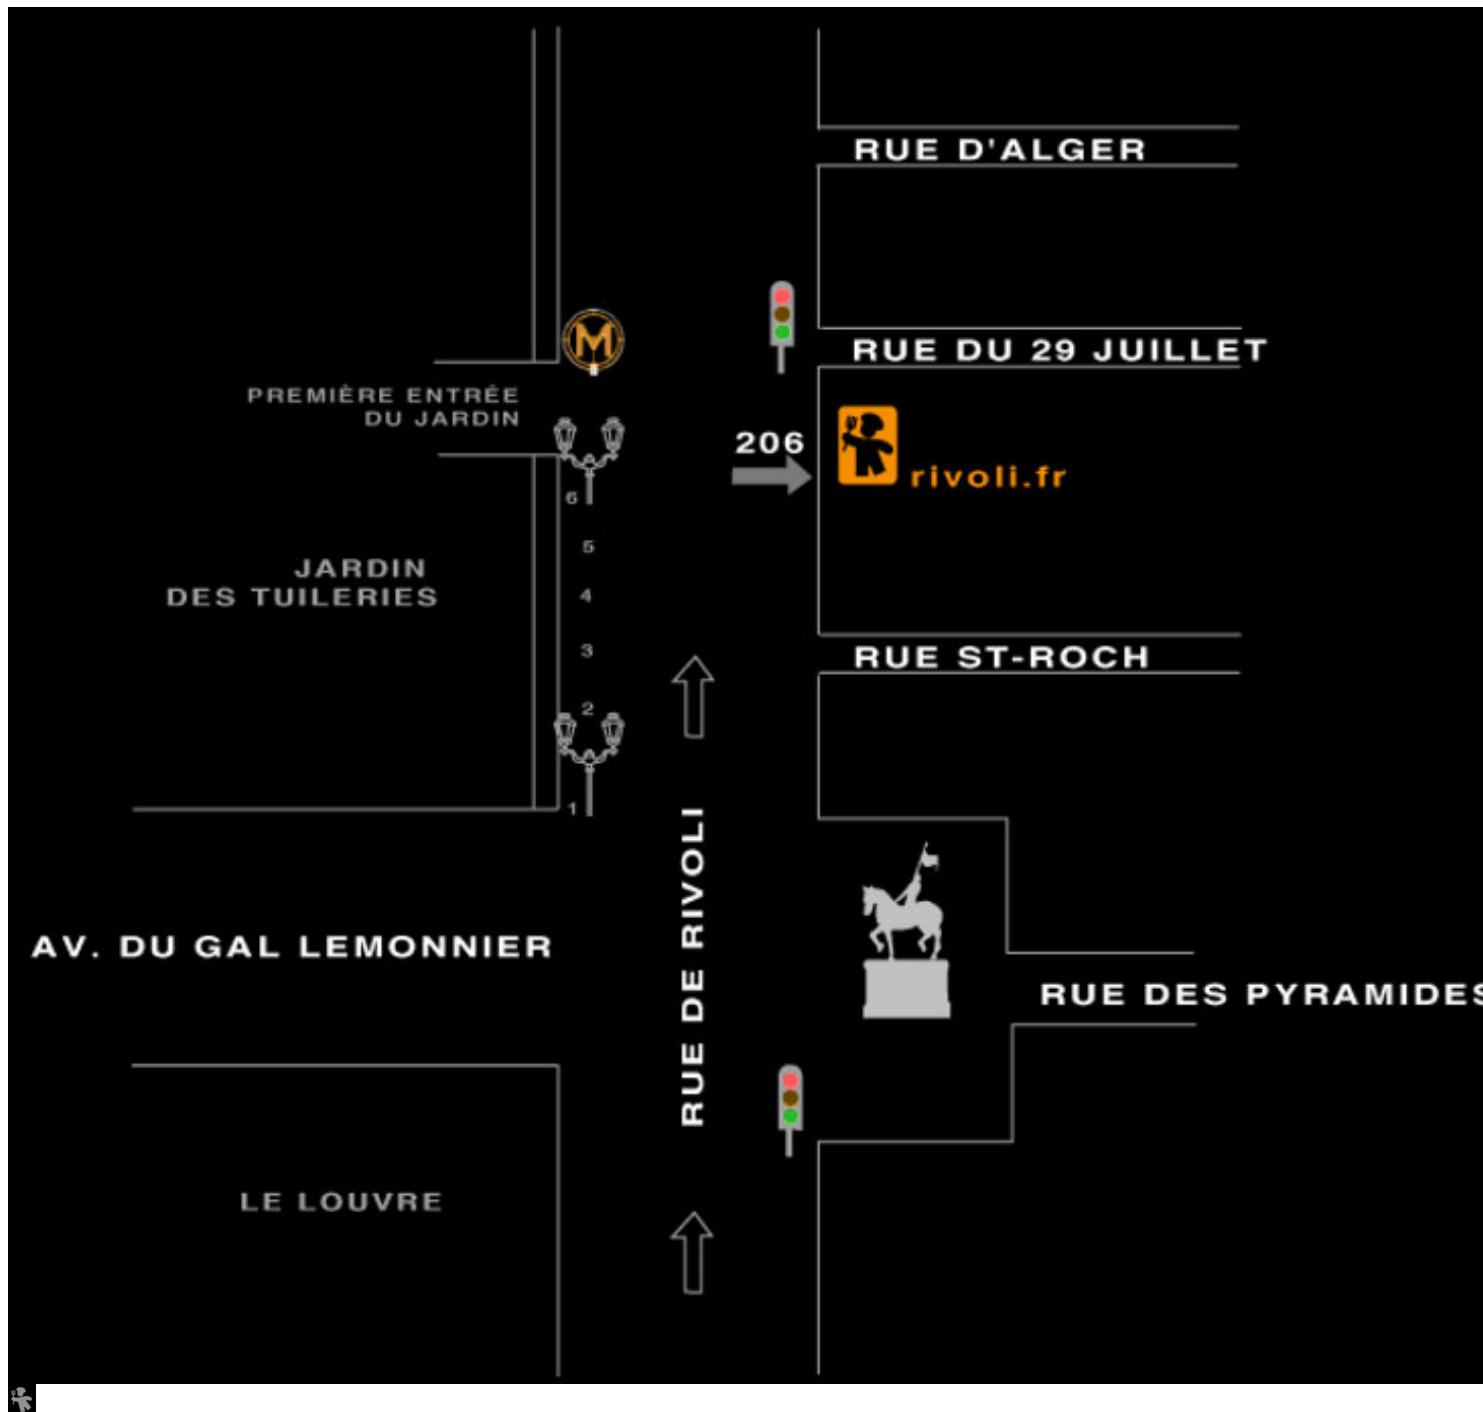 RUE D'ALGER
M
RUE DU 29 JUILLET
PREMIÈRE ENTRÉE
DU JARDIN
206
rivoli.fr
6
5
JARDIN
DES TUILERIES
4
3
RUE ST-ROCH
2
1
RUE DE RIVOLI
AV. DU GAL LEMONNIER
RUE DES PYRAMIDES
LE LOUVRE